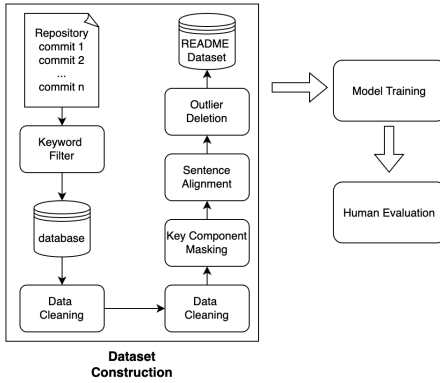 Repository
commit 1
commit 2
...
commit n
Keyword
Filter
database
Data
Cleaning
Data
Cleaning
Key Component
Masking
Sentence
Alignment
Outlier
Deletion
README
Dataset
Dataset
Construction
Model Training
Human Evaluation